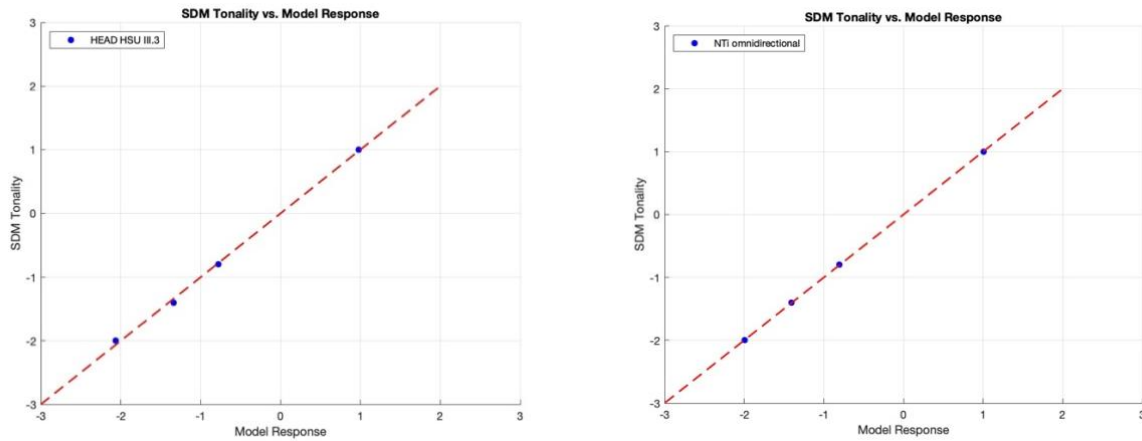 SDM Tonality vs. Model Response
HEAD HSU III.3
3
2
1
0
-1
-2
-3
SDM Tonality
-3 -2 -1 0 1 2 3
Model Response
SDM Tonality vs. Model Response
NTi omnidirectional
3
2
1
0
-1
-2
-3
SDM Tonality
-3 -2 -1 0 1 2 3
Model Response